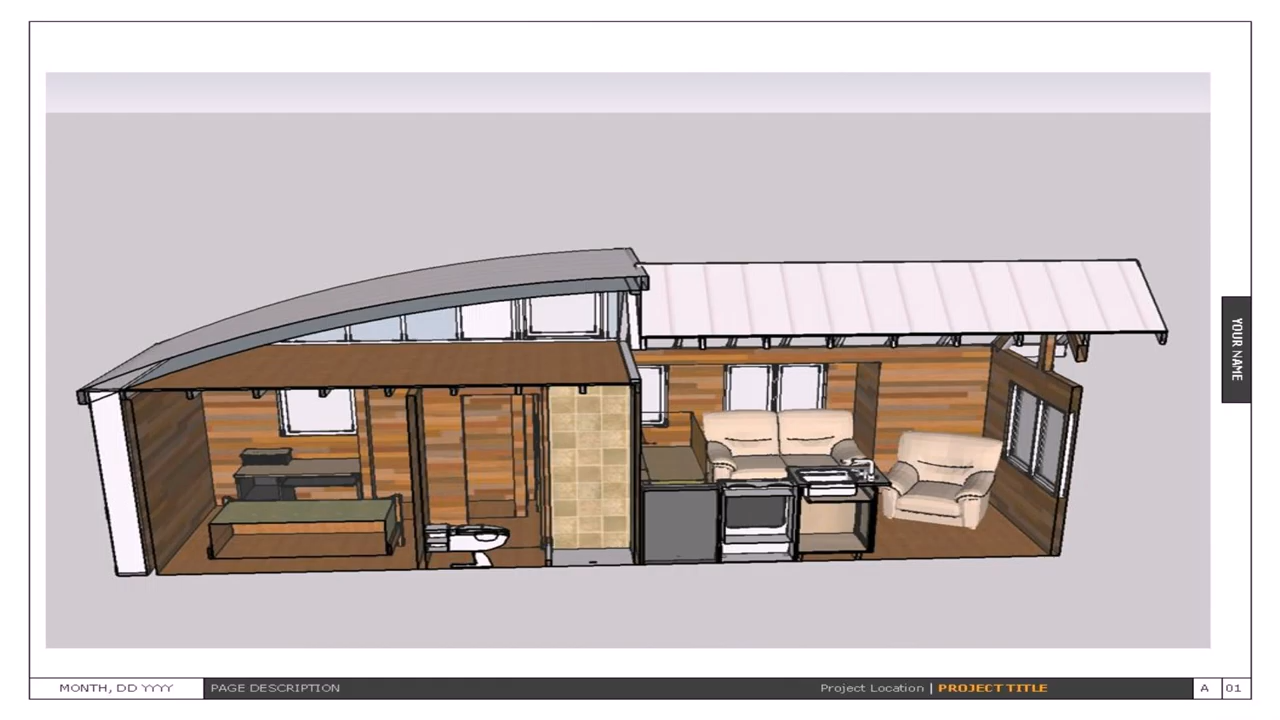 YOUR NAME
MONTH, DD YYYY
PAGE DESCRIPTION
Project Location | PROJECT TITLE
A 01